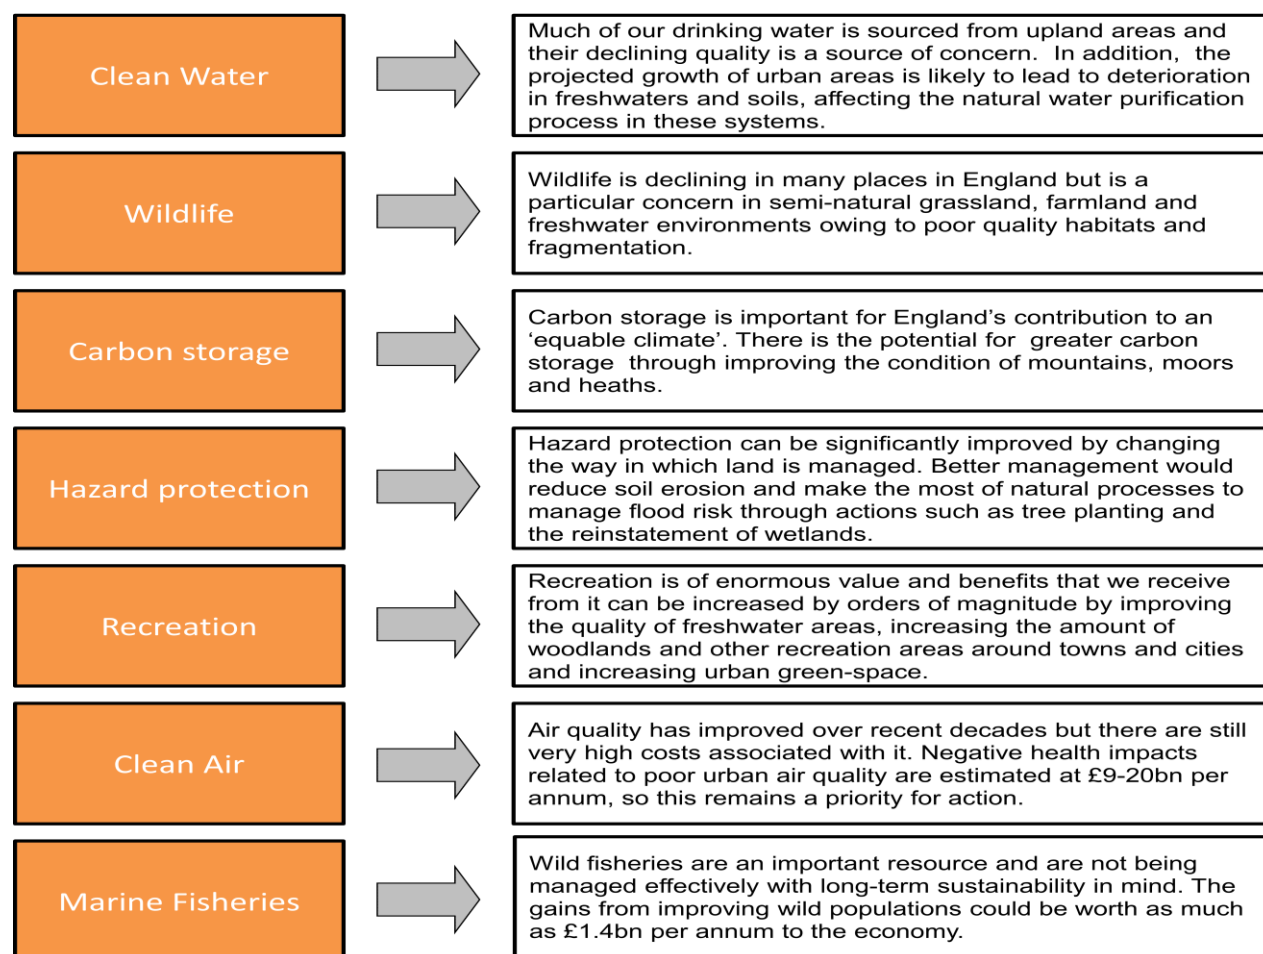 Clean Water
Much of our drinking water is sourced from upland areas and
their declining quality is a source of concern.  In addition,  the
projected growth of urban areas is likely to lead to deterioration
in freshwaters and soils, affecting the natural water purification
process in these systems.
Wildlife
Wildlife is declining in many places in England but is a
particular concern in semi-natural grassland, farmland and
freshwater environments owing to poor quality habitats and
fragmentation.
Carbon storage
Carbon storage is important for England’s contribution to an
‘equable climate’. There is the potential for  greater carbon
storage  through improving the condition of mountains, moors
and heaths.
Hazard protection
Hazard protection can be significantly improved by changing
the way in which land is managed. Better management would
reduce soil erosion and make the most of natural processes to
manage flood risk through actions such as tree planting and
the reinstatement of wetlands.
Recreation
Recreation is of enormous value and benefits that we receive
from it can be increased by orders of magnitude by improving
the quality of freshwater areas, increasing the amount of
woodlands and other recreation areas around towns and cities
and increasing urban green-space.
Clean Air
Air quality has improved over recent decades but there are still
very high costs associated with it. Negative health impacts
related to poor urban air quality are estimated at £9-20bn per
annum, so this remains a priority for action.
Marine Fisheries
Wild fisheries are an important resource and are not being
managed effectively with long-term sustainability in mind. The
gains from improving wild populations could be worth as much
as £1.4bn per annum to the economy.